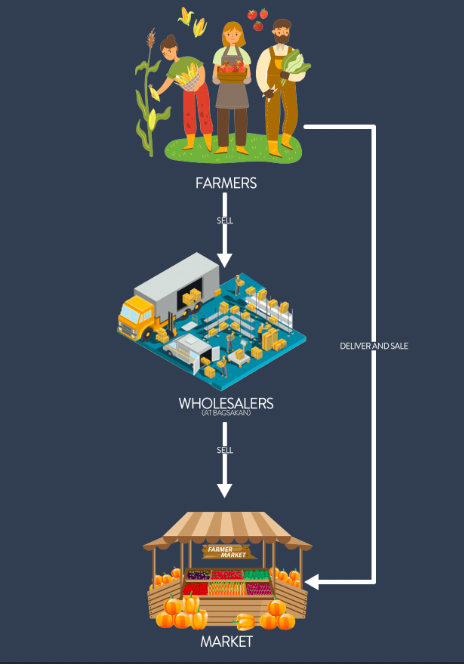 FARMERS
SELL
DELIVER AND SALE
WHOLESALERS
(AT BAGSAKAN)
SELL
FARMER
MARKET
MARKET